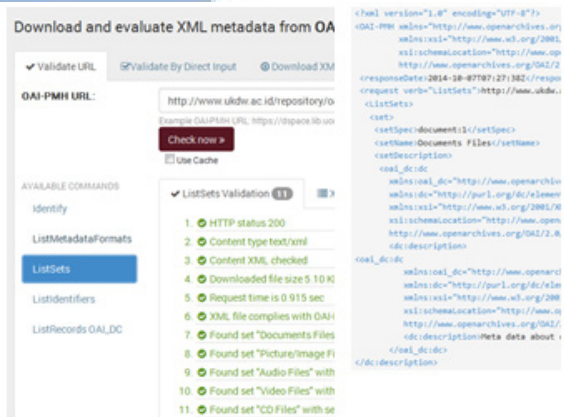 Download and evaluate XML metadata from OA
Validate URL
Validate By Direct Input
Download XM
OAI-PMH URL:
http://www.ukdw.ac.id/repository/oa
Example OAI-PMH URL: https://dspace.lib.uo
Check now »
Use Cache
AVAILABLE COMMANDS
Identify
ListMetadataFormats
ListSets
ListIdentifiers
ListRecords OAI_DC
ListSets Validation 11
1. HTTP status 200
2. Content type text/xml
3. Content XML checked
4. Downloaded file size 5.10 K
5. Request time is 0.915 sec
6. XML file complies with OAI-
7. Found set "Documents Files
8. Found set "Picture/Image Fi
9. Found set "Audio Files" with
10. Found set "Video Files" with
11. Found set "CD Files" with se
<?xml version="1.0" encoding="UTF-8"?>
<OAI-PMH xmlns="http://www.openarchives.org
xmlns:xsi="http://www.w3.org/2001/
xsi:schemaLocation="http://www.ope
http://www.openarchives.org/OAI/2
<responseDate>2014-10-07T07:27:38Z</respon
<request verb="ListSets">http://www.ukdw.a
<ListSets>
<set>
<setSpec>document:1</setSpec>
<setName>Documents Files</setName>
<setDescription>
<oai_dc:dc
xmlns:oai_dc="http://www.openarchive
xmlns:dc="http://purl.org/dc/element
xmlns:xsi="http://www.w3.org/2001/XM
xsi:schemaLocation="http://www.open
http://www.openarchives.org/OAI/2.0
<dc:description>
<oai_dc:dc
xmlns:oai_dc="http://www.openarch
xmlns:dc="http://purl.org/dc/ele
xmlns:xsi="http://www.w3.org/200
xsi:schemaLocation="http://www.o
http://www.openarchives.org/OAI/
<dc:description>Meta data about
</oai_dc:dc>
</dc:description>